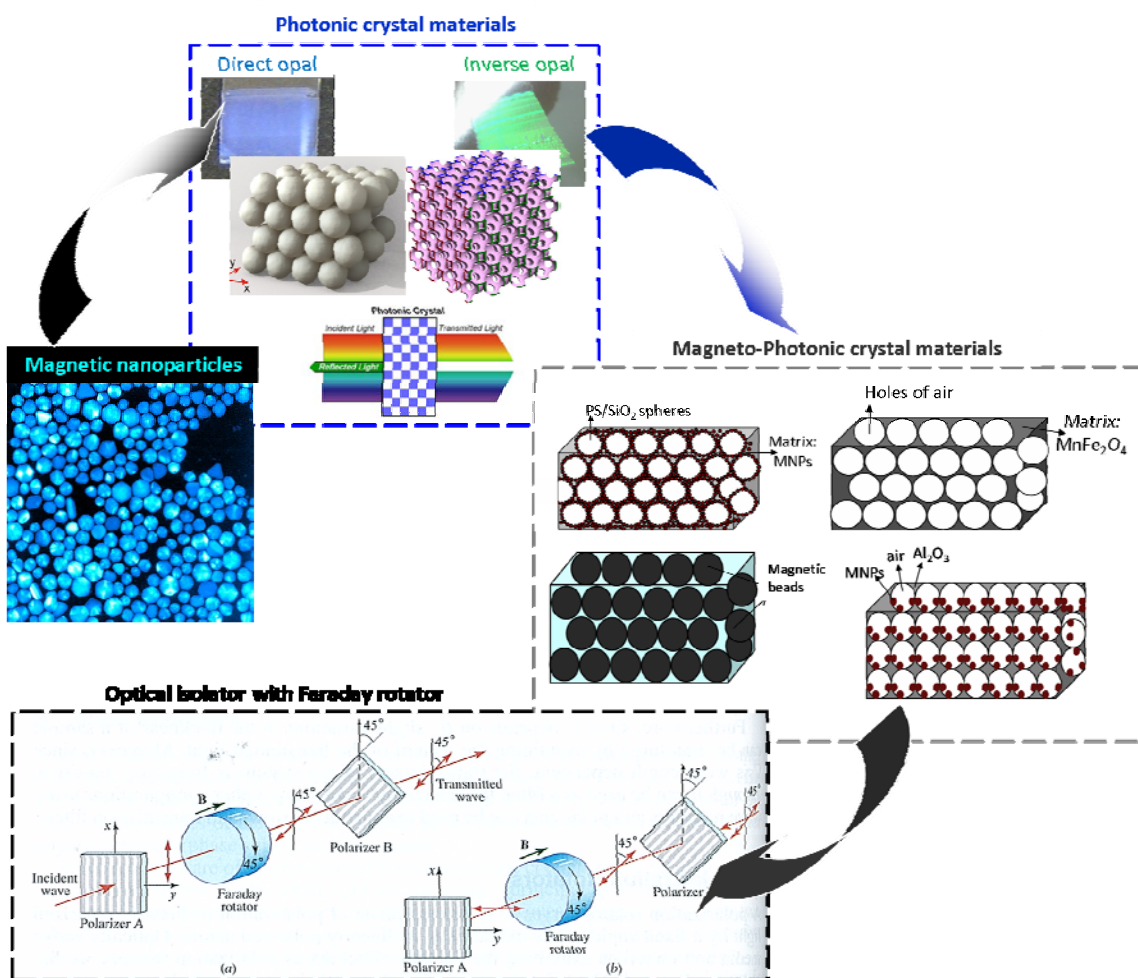 Photonic crystal materials
Direct opal
Inverse opal
y
x
Photonic Crystal
Incident Light
Transmitted Light
Reflected Light
Magnetic nanoparticles
Magneto-Photonic crystal materials
PS/SiO₂ spheres
Matrix:
MNPs
Holes of air
Matrix:
MnFe₂O₄
Magnetic
beads
MNPs
air
Al₂O₃
Optical isolator with Faraday rotator
x
Incident
wave
y
Polarizer A
B
45°
Faraday
rotator
45°
45°
Polarizer B
45°
Transmitted
wave
(a)
x
y
Polarizer A
B
45°
Faraday
rotator
45°
45°
Polarizer
45°
(b)